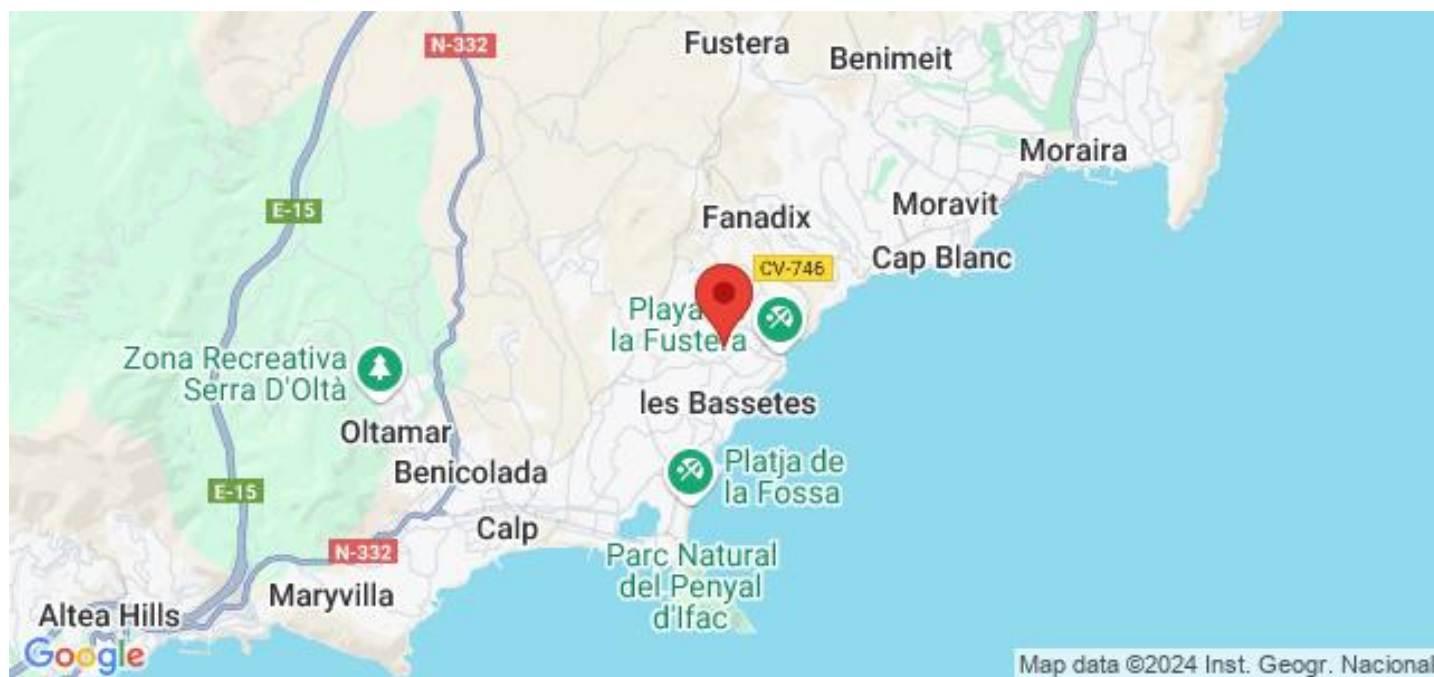 N-332
Fustera
Benimeit
Moraira
E-15
Fanadix
Moravit
Cap Blanc
CV-746
Playa
la Fustera
Zona Recreativa
Serra D'Oltà
les Bassetes
Oltamar
Benicolada
Platja de
la Fossa
E-15
Calp
N-332
Parc Natural
del Penyal
d'Ifac
Maryvilla
Altea Hills
Google
Map data ©2024 Inst. Geogr. Nacional